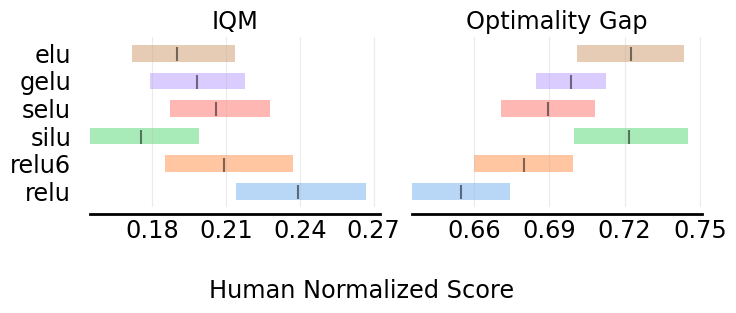 IQM Optimality Gap
elu
gelu
selu
silu
relu6
relu
0.18 0.21 0.24 0.27 0.66 0.69 0.72 0.75
Human Normalized Score